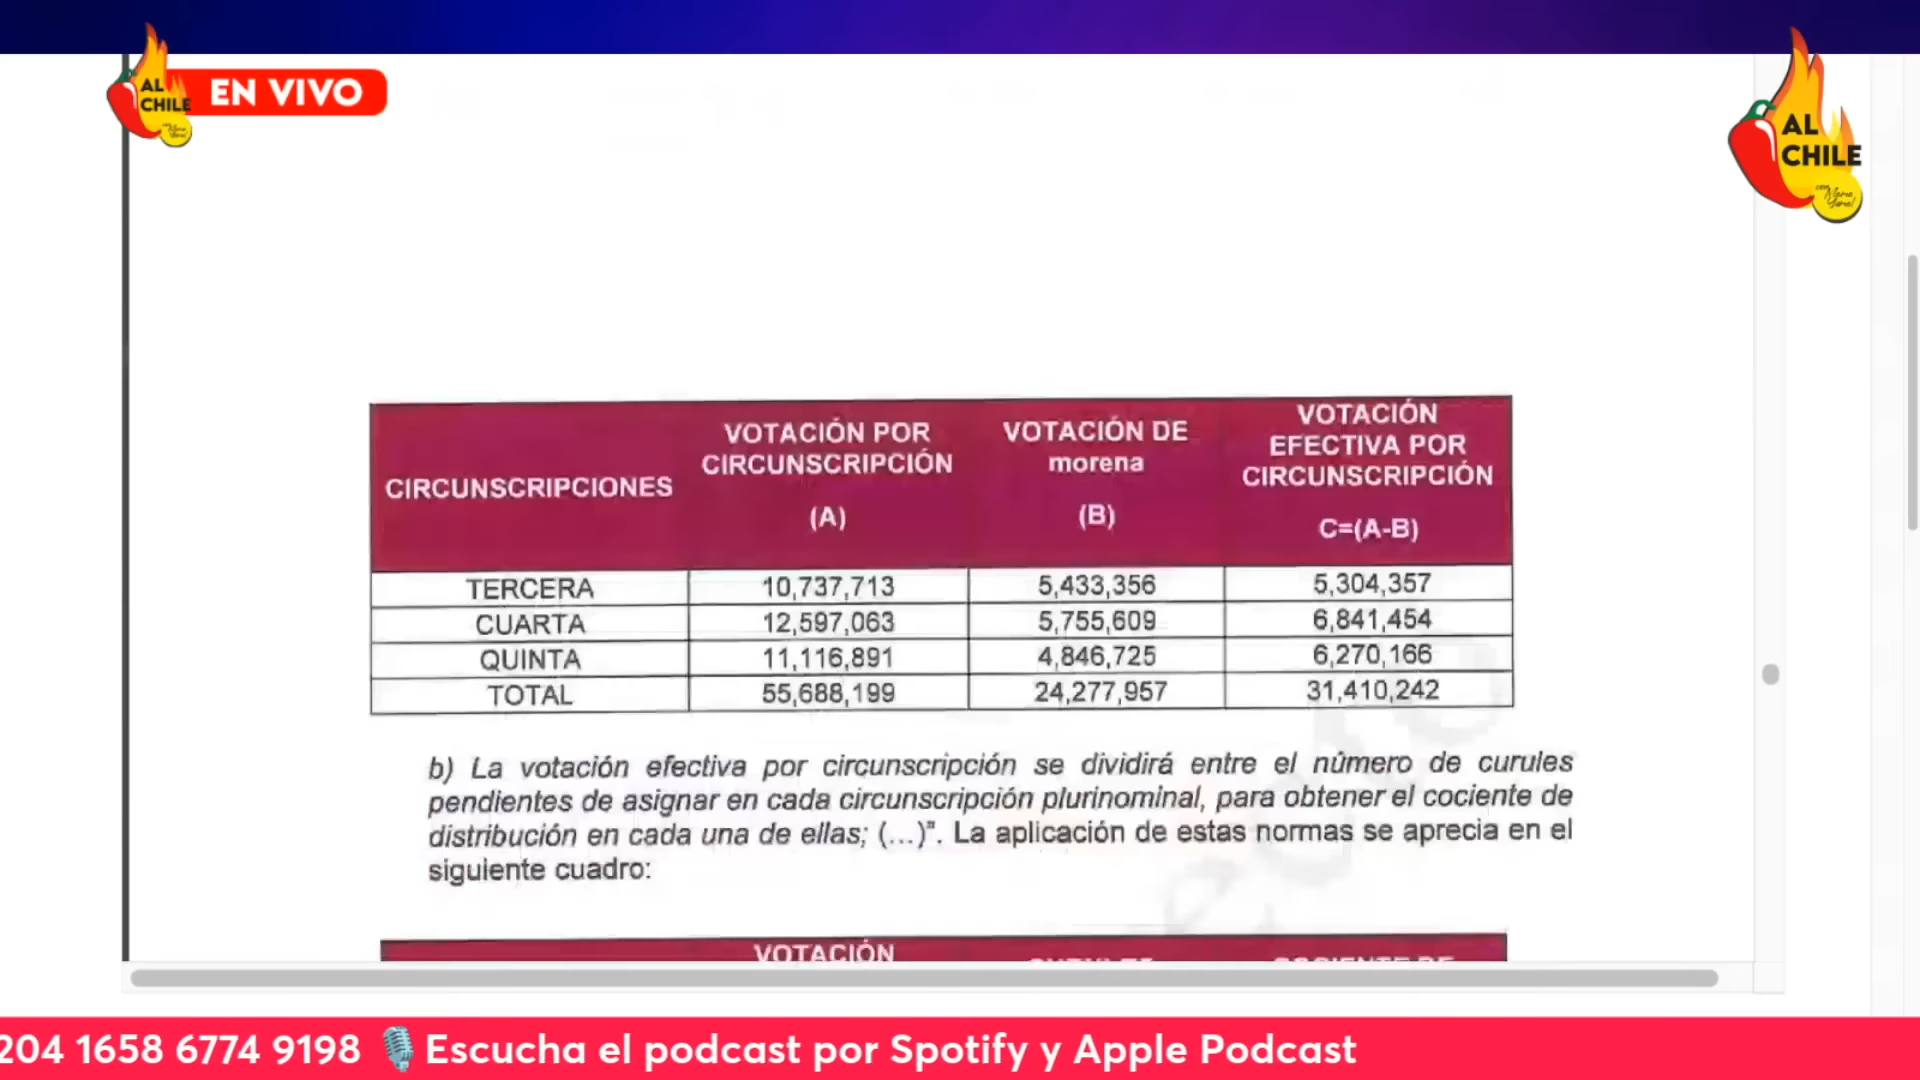 AL
CHILE
EN VIVO
AL
CHILE
CIRCUNSCRIPCIONES
VOTACIÓN POR
CIRCUNSCRIPCIÓN
(A)
VOTACIÓN DE
morena
(B)
VOTACIÓN
EFECTIVA POR
CIRCUNSCRIPCIÓN
C=(A-B)
TERCERA 10,737,713 5,433,356 5,304,357
CUARTA 12,597,063 5,755,609 6,841,454
QUINTA 11,116,891 4,846,725 6,270,166
TOTAL 55,688,199 24,277,957 31,410,242
b) La votación efectiva por circunscripción se dividirá entre el número de curules
pendientes de asignar en cada circunscripción plurinominal, para obtener el cociente de
distribución en cada una de ellas; (...)". La aplicación de estas normas se aprecia en el
siguiente cuadro:
VOTACIÓN
204 1658 6774 9198 Escucha el podcast por Spotify y Apple Podcast